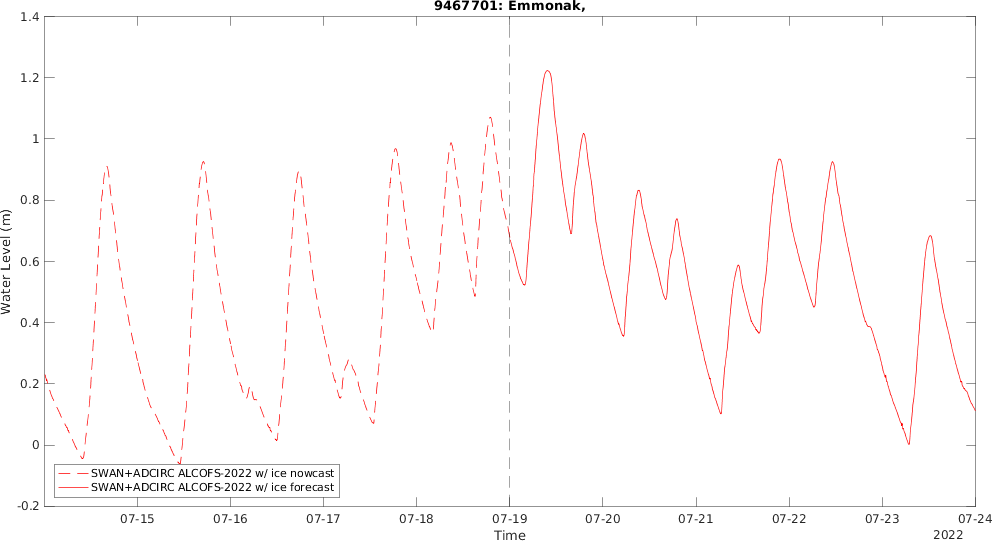 9467701: Emmonak,
1.4
1.2
1
0.8
0.6
0.4
0.2
0
-0.2
Water Level (m)
SWAN+ADCIRC ALCOFS-2022 w/ ice nowcast
SWAN+ADCIRC ALCOFS-2022 w/ ice forecast
07-15 07-16 07-17 07-18 07-19 07-20 07-21 07-22 07-23 07-24
Time
2022